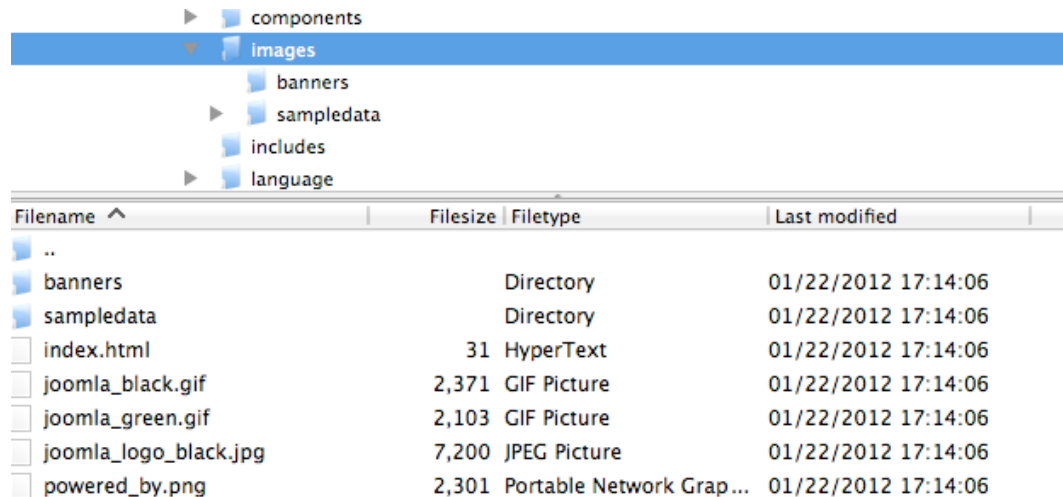 components
images
banners
sampledata
includes
language
Filename Filesize Filetype Last modified
..
banners Directory 01/22/2012 17:14:06
sampledata Directory 01/22/2012 17:14:06
index.html 31 HyperText 01/22/2012 17:14:06
joomla_black.gif 2,371 GIF Picture 01/22/2012 17:14:06
joomla_green.gif 2,103 GIF Picture 01/22/2012 17:14:06
joomla_logo_black.jpg 7,200 JPEG Picture 01/22/2012 17:14:06
powered_by.png 2,301 Portable Network Grap... 01/22/2012 17:14:06